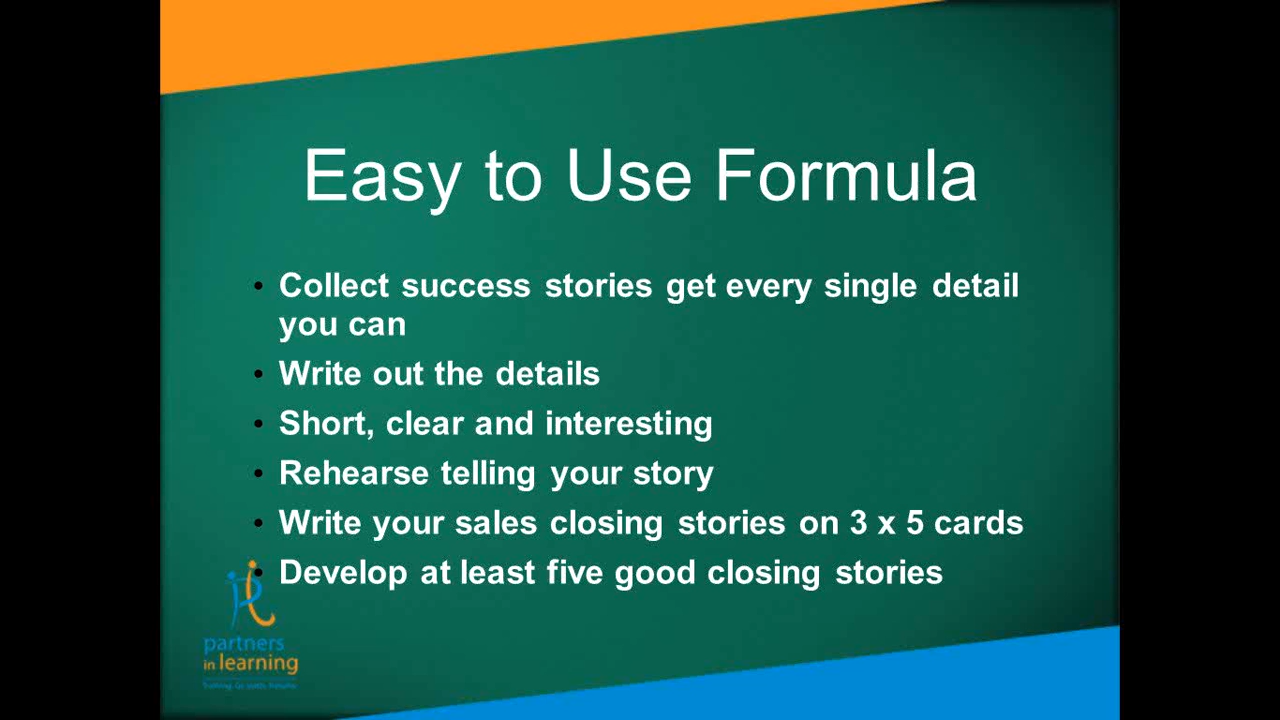 Easy to Use Formula
• Collect success stories get every single detail
you can
• Write out the details
• Short, clear and interesting
• Rehearse telling your story
• Write your sales closing stories on 3 x 5 cards
• Develop at least five good closing stories
partners
in learning